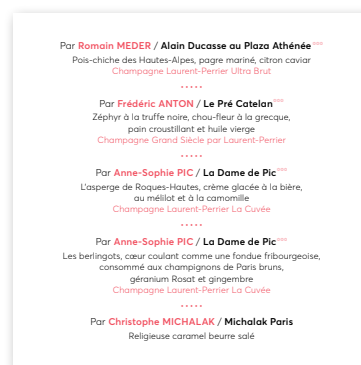 Par Romain MEDER / Alain Ducasse au Plaza Athénée°°°
Pois-chiche des Hautes-Alpes, pagre mariné, citron caviar
Champagne Laurent-Perrier Ultra Brut
•••••
Par Frédéric ANTON / Le Pré Catelan°°°
Zéphyr à la truffe noire, chou-fleur à la grecque,
pain croustillant et huile vierge
Champagne Grand Siècle par Laurent-Perrier
•••••
Par Anne-Sophie PIC / La Dame de Pic°°°
L'asperge de Roques-Hautes, crème glacée à la bière,
au mélilot et à la camomille
Champagne Laurent-Perrier La Cuvée
•••••
Par Anne-Sophie PIC / La Dame de Pic°°°
Les berlingots, cœur coulant comme une fondue fribourgeoise,
consommé aux champignons de Paris bruns,
géranium Rosat et gingembre
Champagne Laurent-Perrier La Cuvée
•••••
Par Christophe MICHALAK / Michalak Paris
Religieuse caramel beurre salé